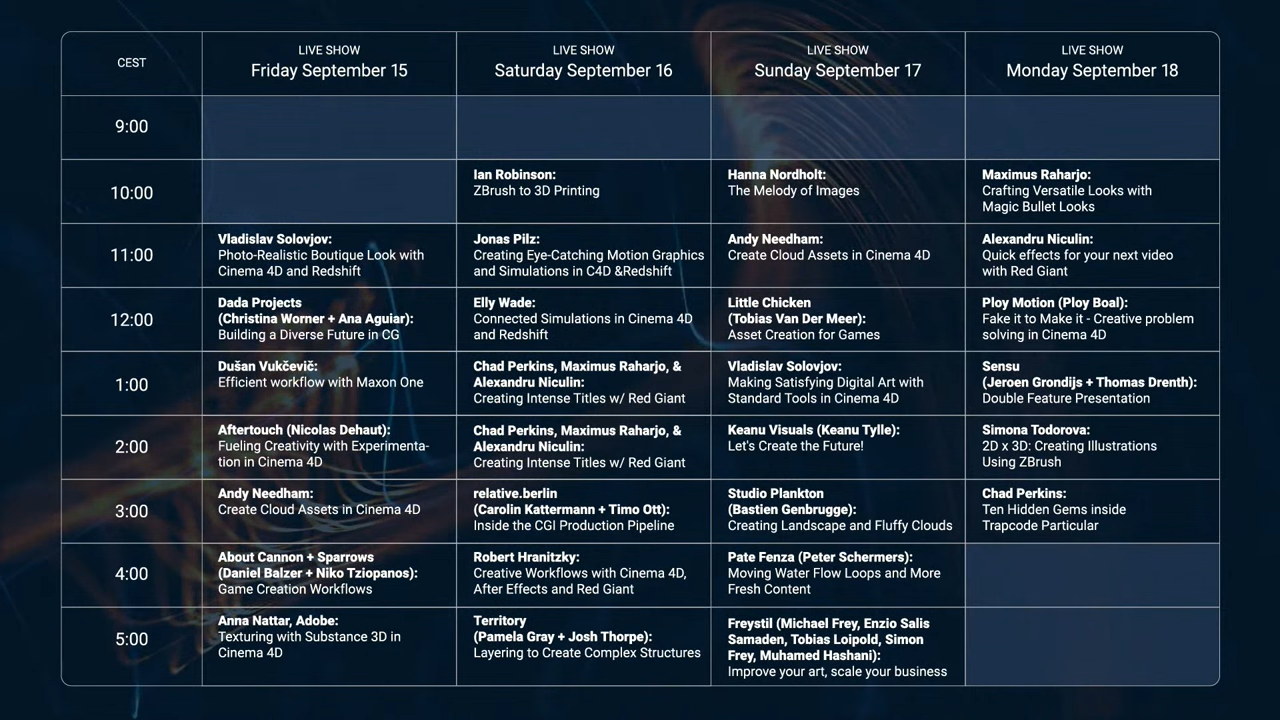 CEST
LIVE SHOW
Friday September 15
LIVE SHOW
Saturday September 16
LIVE SHOW
Sunday September 17
LIVE SHOW
Monday September 18
9:00
10:00
Ian Robinson:
ZBrush to 3D Printing
Hanna Nordholt:
The Melody of Images
Maximus Raharjo:
Crafting Versatile Looks with
Magic Bullet Looks
11:00
Vladislav Solovjov:
Photo-Realistic Boutique Look with
Cinema 4D and Redshift
Jonas Pilz:
Creating Eye-Catching Motion Graphics
and Simulations in C4D &Redshift
Andy Needham:
Create Cloud Assets in Cinema 4D
Alexandru Niculin:
Quick effects for your next video
with Red Giant
12:00
Dada Projects
(Christina Worner + Ana Aguiar):
Building a Diverse Future in CG
Elly Wade:
Connected Simulations in Cinema 4D
and Redshift
Little Chicken
(Tobias Van Der Meer):
Asset Creation for Games
Ploy Motion (Ploy Boal):
Fake it to Make it - Creative problem
solving in Cinema 4D
1:00
Dušan Vukčevič:
Efficient workflow with Maxon One
Chad Perkins, Maximus Raharjo, &
Alexandru Niculin:
Creating Intense Titles w/ Red Giant
Vladislav Solovjov:
Making Satisfying Digital Art with
Standard Tools in Cinema 4D
Sensu
(Jeroen Grondijs + Thomas Drenth):
Double Feature Presentation
2:00
Aftertouch (Nicolas Dehaut):
Fueling Creativity with Experimenta-
tion in Cinema 4D
Chad Perkins, Maximus Raharjo, &
Alexandru Niculin:
Creating Intense Titles w/ Red Giant
Keanu Visuals (Keanu Tylle):
Let's Create the Future!
Simona Todorova:
2D x 3D: Creating Illustrations
Using ZBrush
3:00
Andy Needham:
Create Cloud Assets in Cinema 4D
relative.berlin
(Carolin Kattermann + Timo Ott):
Inside the CGI Production Pipeline
Studio Plankton
(Bastien Genbrugge):
Creating Landscape and Fluffy Clouds
Chad Perkins:
Ten Hidden Gems inside
Trapcode Particular
4:00
About Cannon + Sparrows
(Daniel Balzer + Niko Tziopanos):
Game Creation Workflows
Robert Hranitzky:
Creative Workflows with Cinema 4D,
After Effects and Red Giant
Pate Fenza (Peter Schermers):
Moving Water Flow Loops and More
Fresh Content
5:00
Anna Nattar, Adobe:
Texturing with Substance 3D in
Cinema 4D
Territory
(Pamela Gray + Josh Thorpe):
Layering to Create Complex Structures
Freystil (Michael Frey, Enzio Salis
Samaden, Tobias Loipold, Simon
Frey, Muhamed Hashani):
Improve your art, scale your business